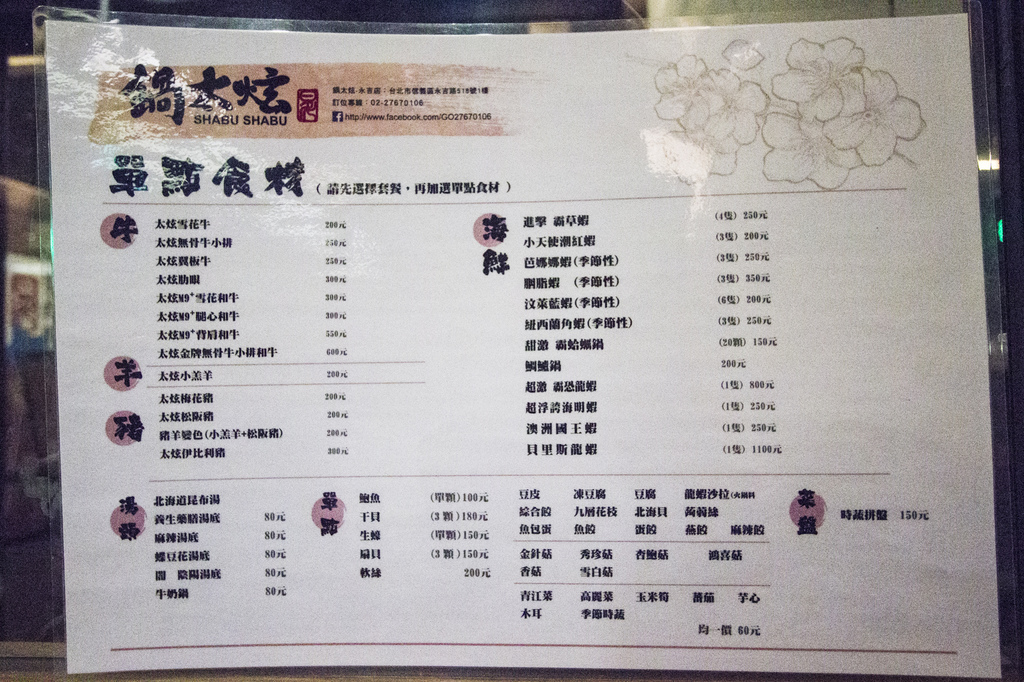 鍋太炫
SHABU SHABU
鍋太炫-永吉店：台北市信義區永吉路518號1樓
訂位專線：02-27670106
http://www.facebook.com/GO27670106
單點食材（請先選擇套餐，再加選單點食材）
牛
太炫雪花牛 200元
太炫無骨牛小排 250元
太炫翼板牛 250元
太炫肋眼 300元
太炫M9+雪花和牛 300元
太炫M9+腿心和牛 300元
太炫M9+背肩和牛 550元
太炫金牌無骨牛小排和牛 600元
羊
太炫小羔羊 200元
豬
太炫梅花豬 200元
太炫松阪豬 200元
豬羊變色(小羔羊+松阪豬) 200元
太炫伊比利豬 300元
海鮮
進擊 霸草蝦 (4隻) 250元
小天使潮紅蝦 (3隻) 200元
芭娜娜蝦(季節性) (3隻) 250元
胭脂蝦 (季節性) (3隻) 350元
汶萊藍蝦(季節性) (6隻) 200元
紐西蘭角蝦(季節性) (3隻) 250元
甜激 霸蛤蠣鍋 (20顆) 150元
鯛鱸鍋 200元
超激 霸恐龍蝦 (1隻) 800元
超浮誇海明蝦 (1隻) 250元
澳洲國王蝦 (1隻) 250元
貝里斯龍蝦 (1隻) 1100元
湯頭
北海道昆布湯
養生藥膳湯底 80元
麻辣湯底 80元
蝶豆花湯底 80元
陰陽湯底 80元
牛奶鍋 80元
單點
鮑魚 (單顆)100元
干貝 (3顆)180元
生蠔 (單顆)150元
扇貝 (3顆)150元
軟絲 200元
豆皮 凍豆腐 豆腐 龍蝦沙拉(火鍋料
綜合餃 九層花枝 北海貝 蒟蒻絲
魚包蛋 魚餃 蛋餃 燕餃 麻辣餃
金針菇 秀珍菇 杏鮑菇 鴻喜菇
香菇 雪白菇
青江菜 高麗菜 玉米筍 蕃茄 芋心
木耳 季節時蔬
均一價 60元
菜盤
時蔬拼盤 150元